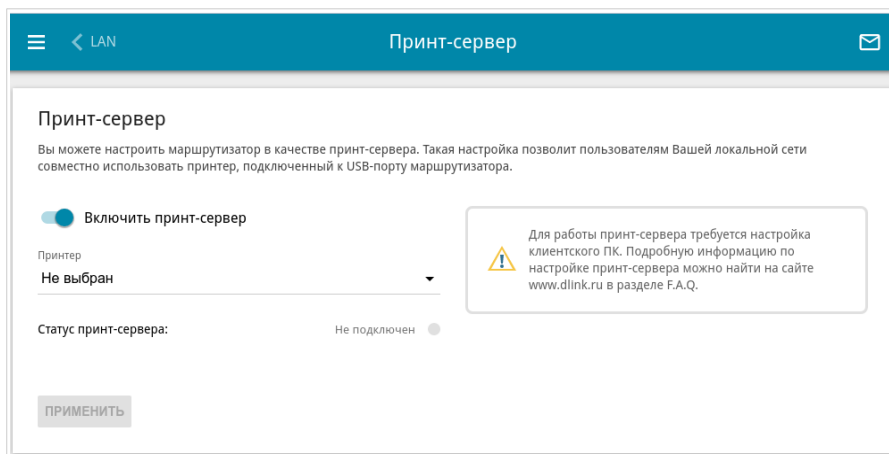 LAN
Принт-сервер
Принт-сервер
Вы можете настроить маршрутизатор в качестве принт-сервера. Такая настройка позволит пользователям Вашей локальной сети
совместно использовать принтер, подключенный к USB-порту маршрутизатора.
Включить принт-сервер
Принтер
Не выбран
Статус принт-сервера:
Не подключен
Для работы принт-сервера требуется настройка
клиентского ПК. Подробную информацию по
настройке принт-сервера можно найти на сайте
www.dlink.ru в разделе F.A.Q.
ПРИМЕНИТЬ